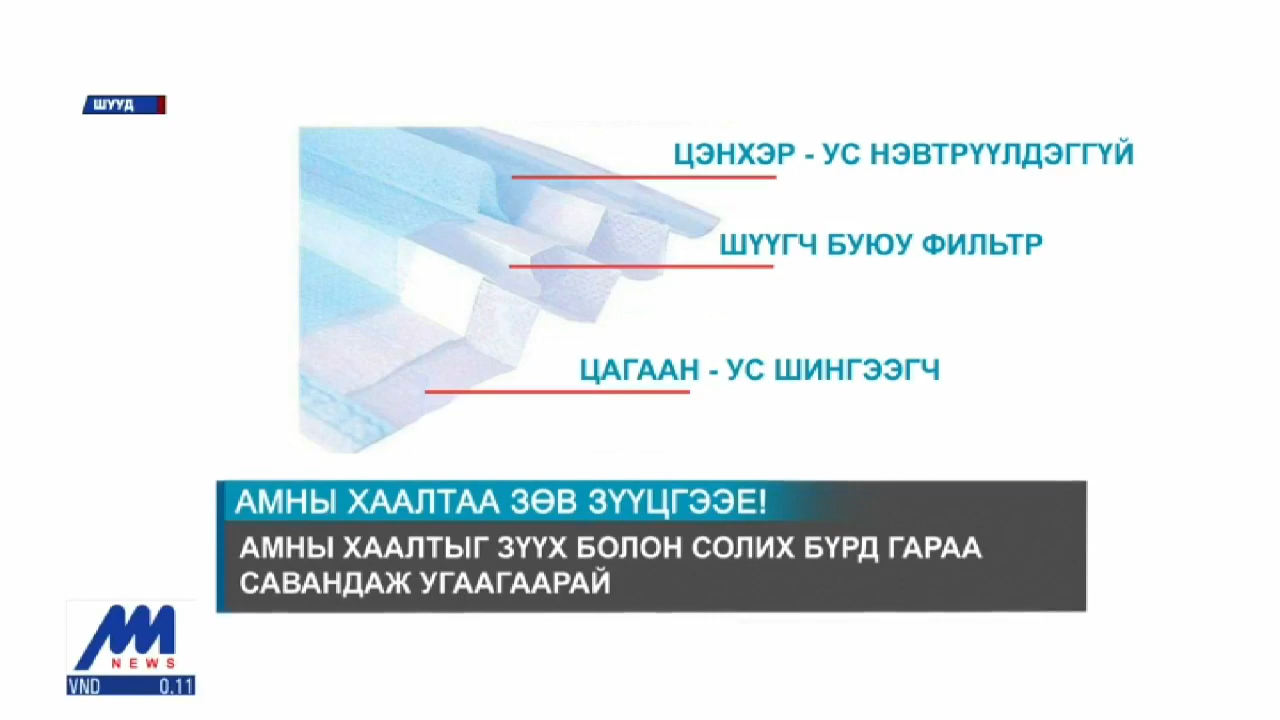 ШУУД
ЦЭНХЭР - УС НЭВТРҮҮЛДЭГГҮЙ
ШҮҮГЧ БУЮУ ФИЛЬТР
ЦАГААН - УС ШИНГЭЭГЧ
АМНЫ ХААЛТАА ЗӨВ ЗҮҮЦГЭЭЕ!
АМНЫ ХААЛТЫГ ЗҮҮХ БОЛОН СОЛИХ БҮРД ГАРАА
САВАНДАЖ УГААГААРАЙ
NEWS
VND 0.11